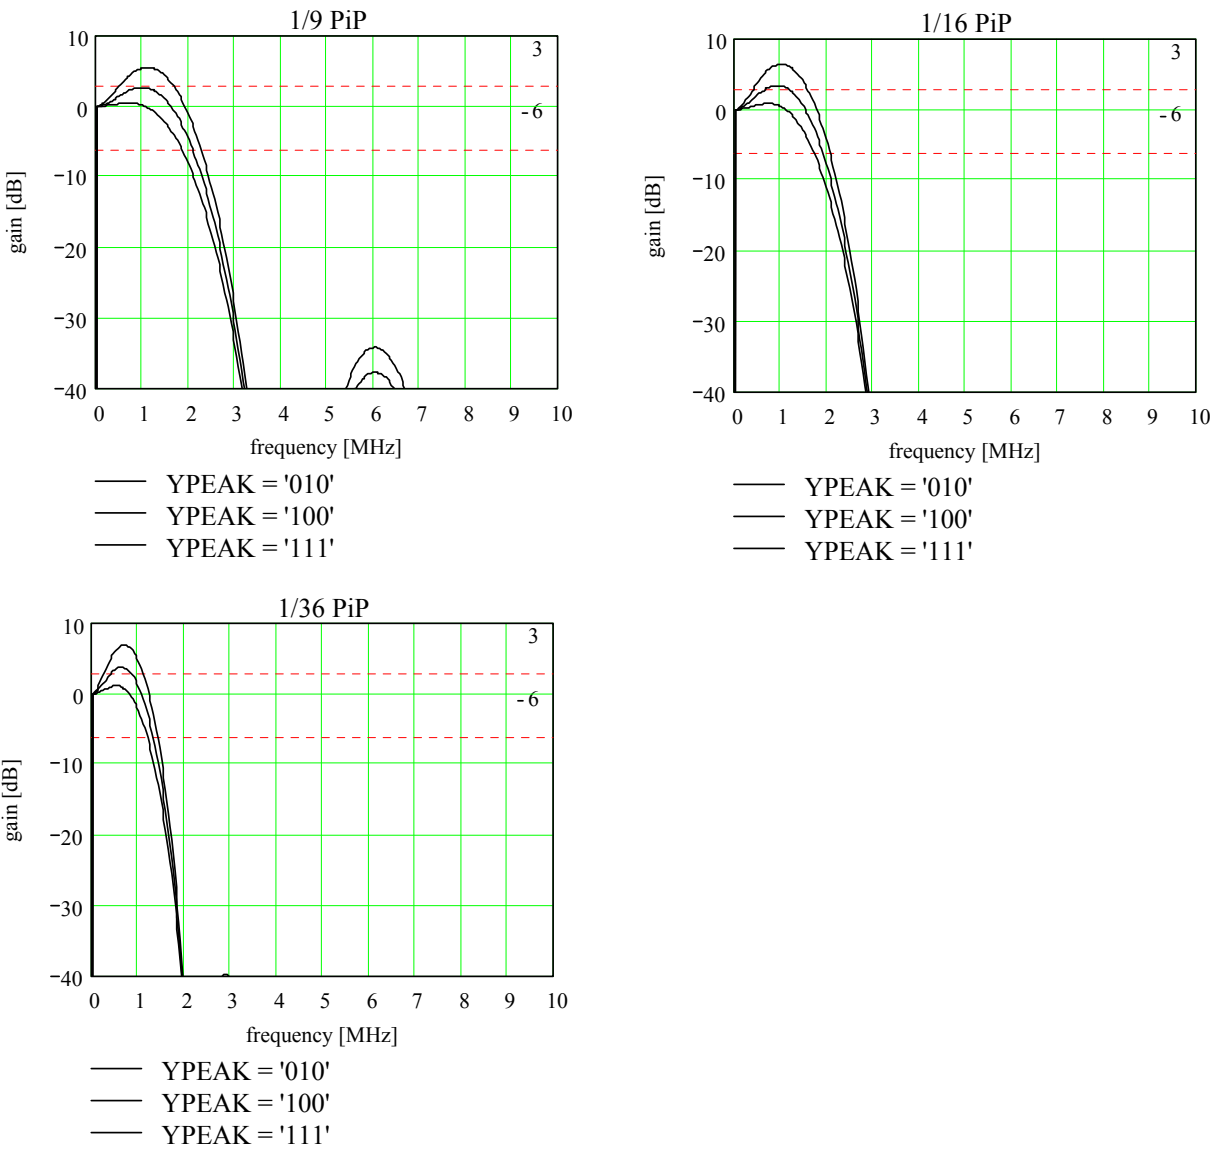 1/9 PiP
10
0
−10
−20
−30
−40
gain [dB]
3
-6
0 1 2 3 4 5 6 7 8 9 10
frequency [MHz]
YPEAK = '010'
YPEAK = '100'
YPEAK = '111'
1/16 PiP
10
0
−10
−20
−30
−40
gain [dB]
3
-6
0 1 2 3 4 5 6 7 8 9 10
frequency [MHz]
YPEAK = '010'
YPEAK = '100'
YPEAK = '111'
1/36 PiP
10
0
−10
−20
−30
−40
gain [dB]
3
-6
0 1 2 3 4 5 6 7 8 9 10
frequency [MHz]
YPEAK = '010'
YPEAK = '100'
YPEAK = '111'